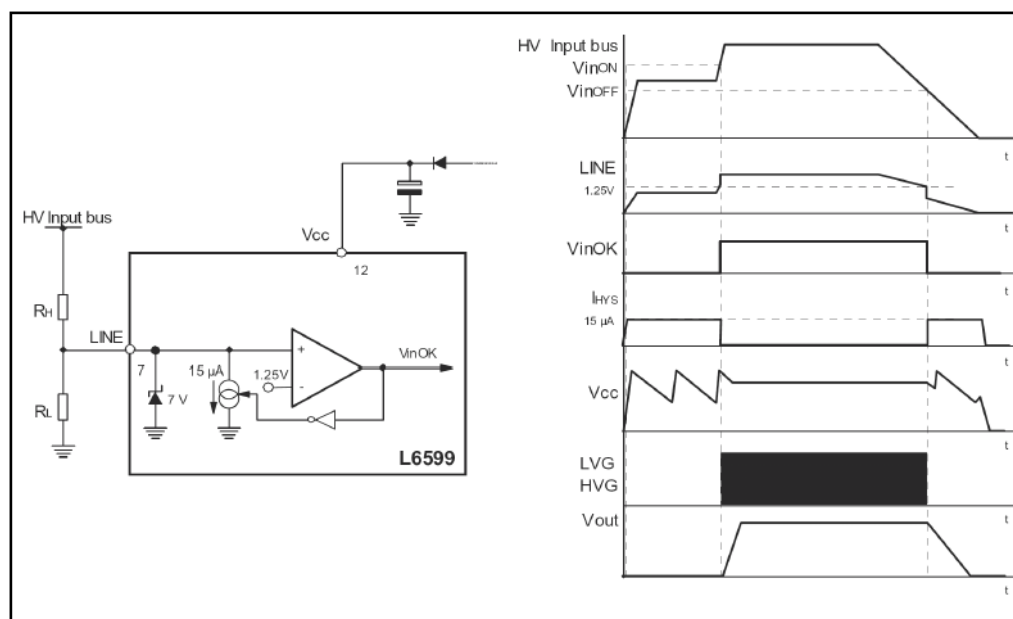 HV Input bus
RH
RL
LINE
7
7 V
15 µA
1.25V
+
-
VinOK
Vcc
12
L6599
HV Input bus
VinON
VinOFF
t
LINE
1.25V
t
VinOK
t
IHYS
15 µA
t
Vcc
t
LVG
HVG
t
Vout
t